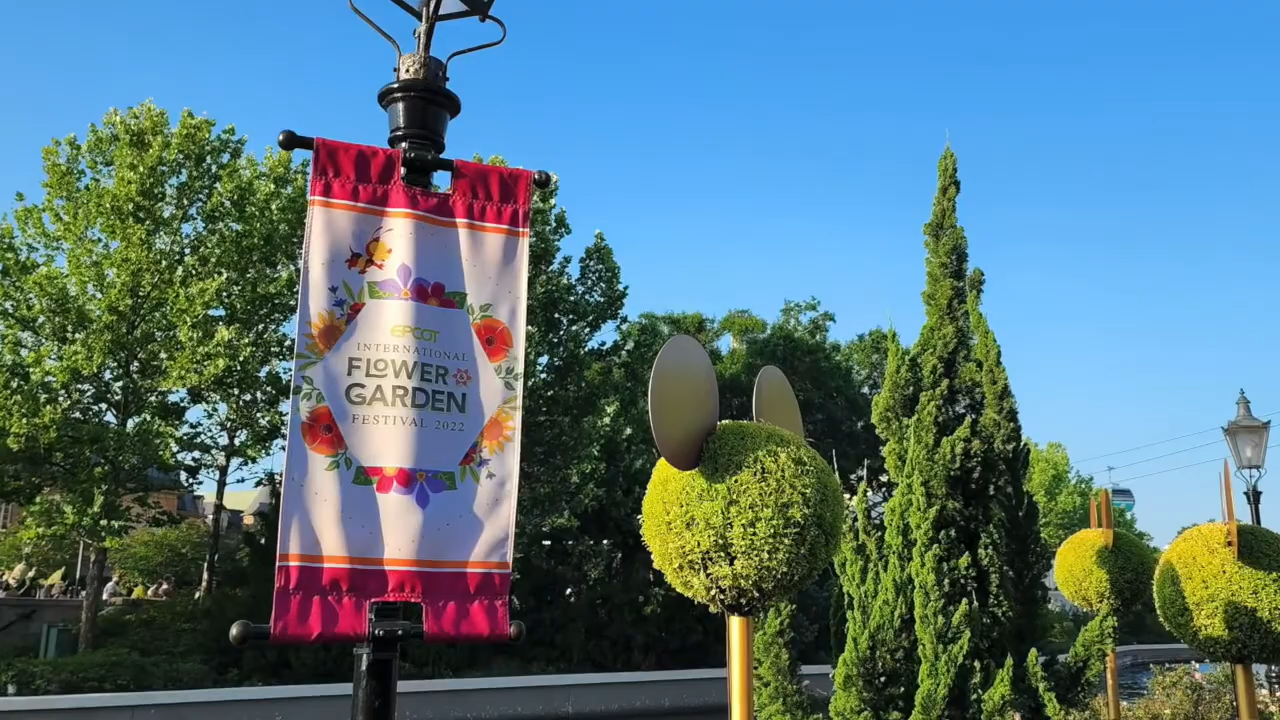 EPCOT
INTERNATIONAL
FLOWER &
GARDEN
FESTIVAL 2022